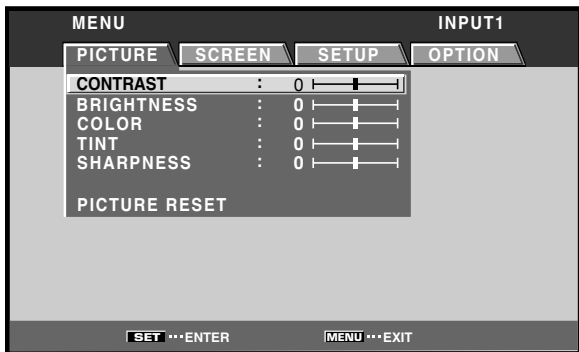 MENU INPUT1
PICTURE SCREEN SETUP OPTION
CONTRAST : 0
BRIGHTNESS : 0
COLOR : 0
TINT : 0
SHARPNESS : 0
PICTURE RESET
SET ···ENTER MENU ···EXIT